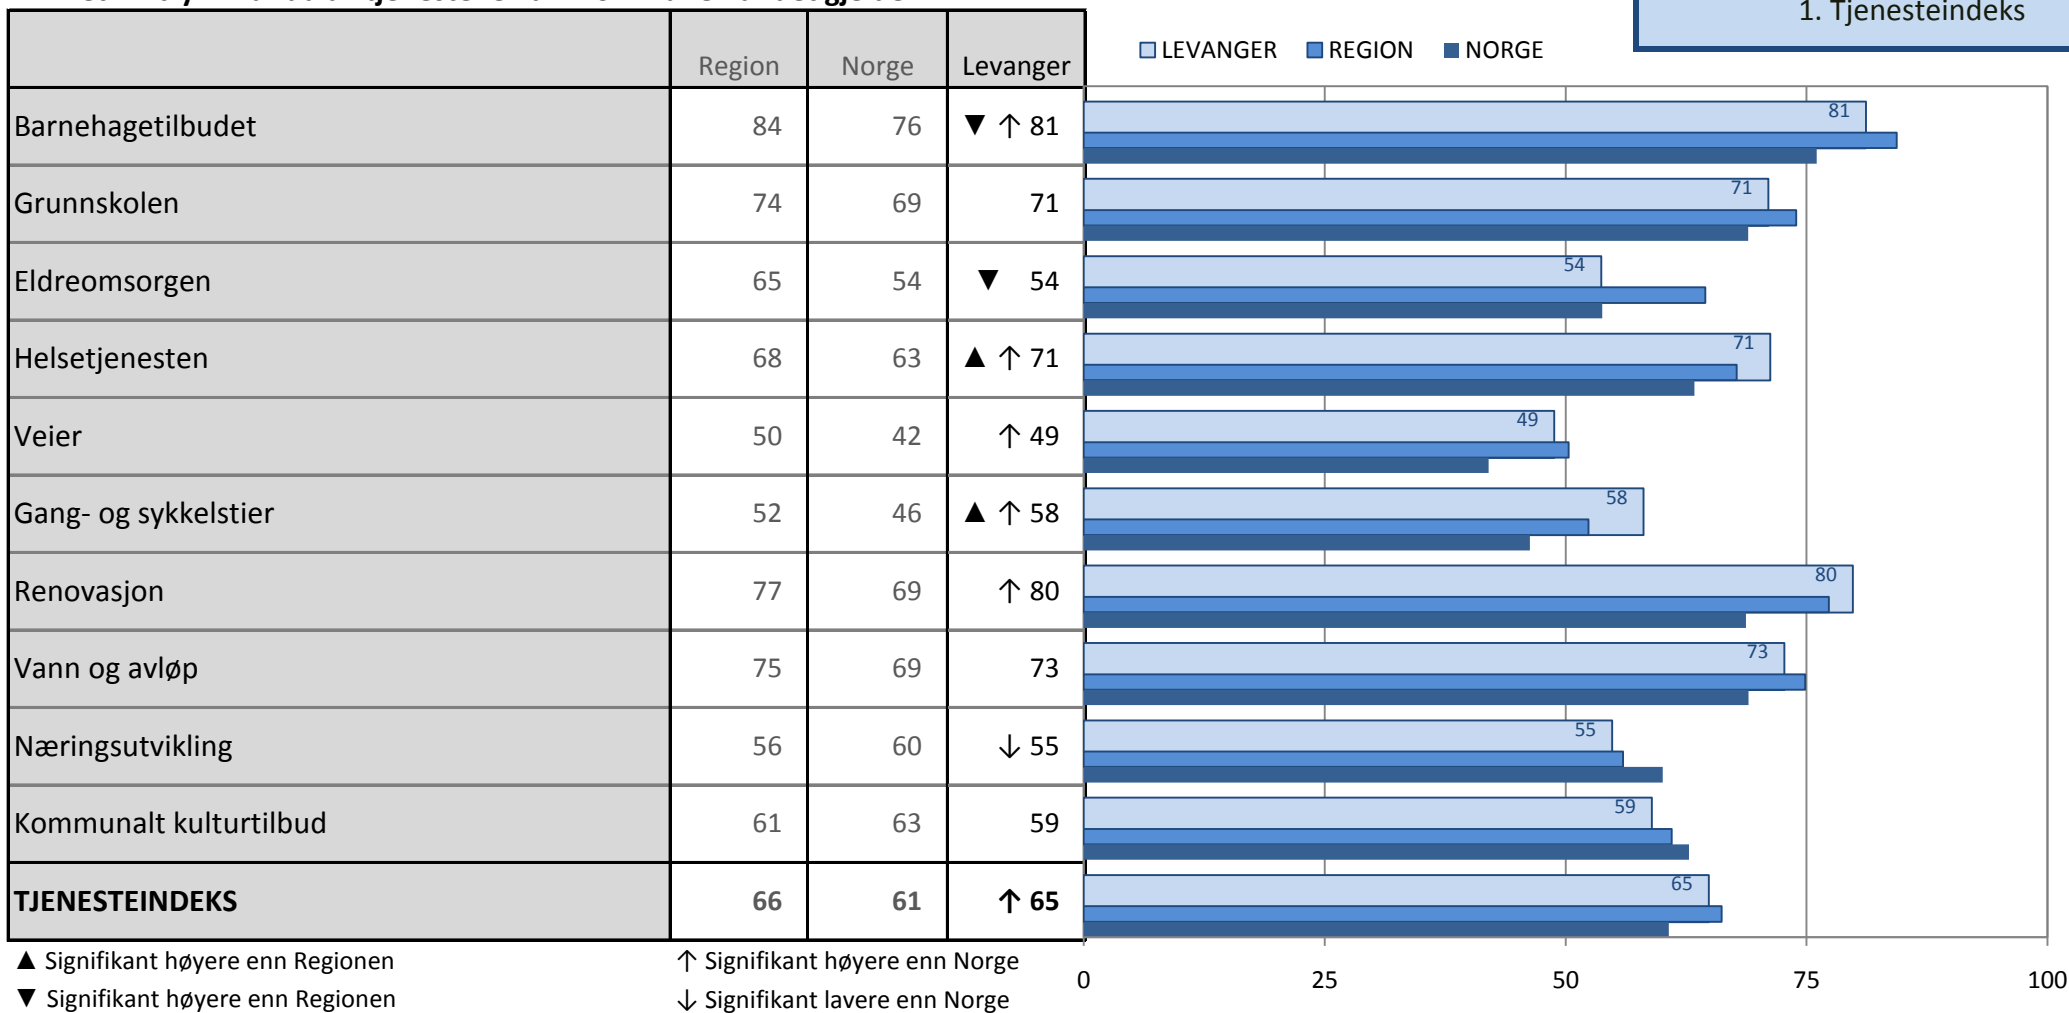 1. Tjenesteindeks
LEVANGER REGION NORGE
Region Norge Levanger
Barnehagetilbudet 84 76 ▼ ↑ 81
Grunnskolen 74 69 71
Eldreomsorgen 65 54 ▼ 54
Helsetjenesten 68 63 ▲ ↑ 71
Veier 50 42 ↑ 49
Gang- og sykkelstier 52 46 ▲ ↑ 58
Renovasjon 77 69 ↑ 80
Vann og avløp 75 69 73
Næringsutvikling 56 60 ↓ 55
Kommunalt kulturtilbud 61 63 59
TJENESTEINDEKS 66 61 ↑ 65
81
71
54
71
49
58
80
73
55
59
65
0 25 50 75 100
▲ Signifikant høyere enn Regionen ↑ Signifikant høyere enn Norge
▼ Signifikant høyere enn Regionen ↓ Signifikant lavere enn Norge